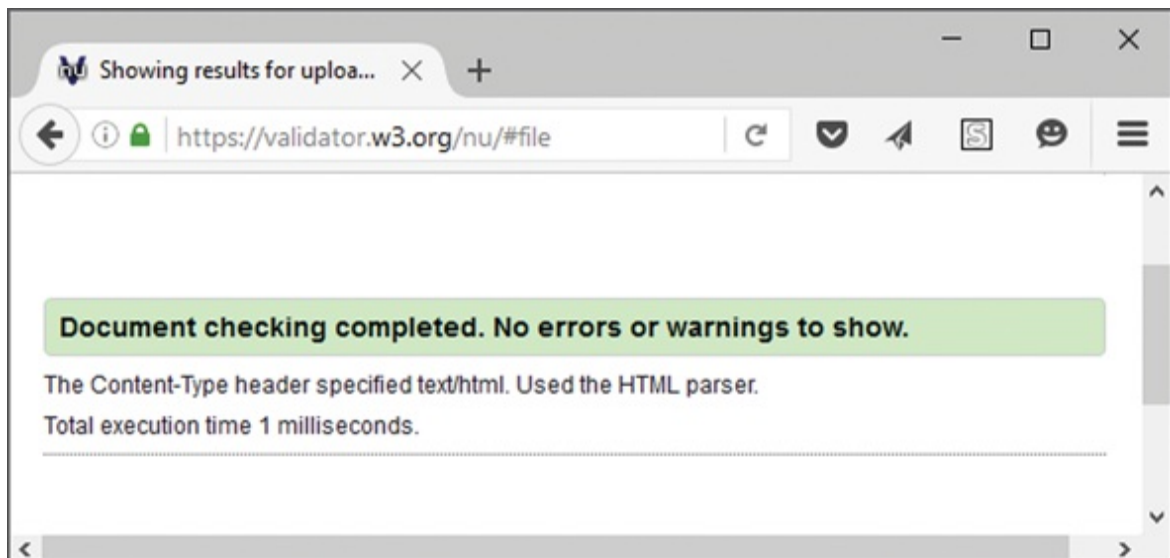 Showing results for uploa...
https://validator.w3.org/nu/#file
Document checking completed. No errors or warnings to show.
The Content-Type header specified text/html. Used the HTML parser.
Total execution time 1 milliseconds.